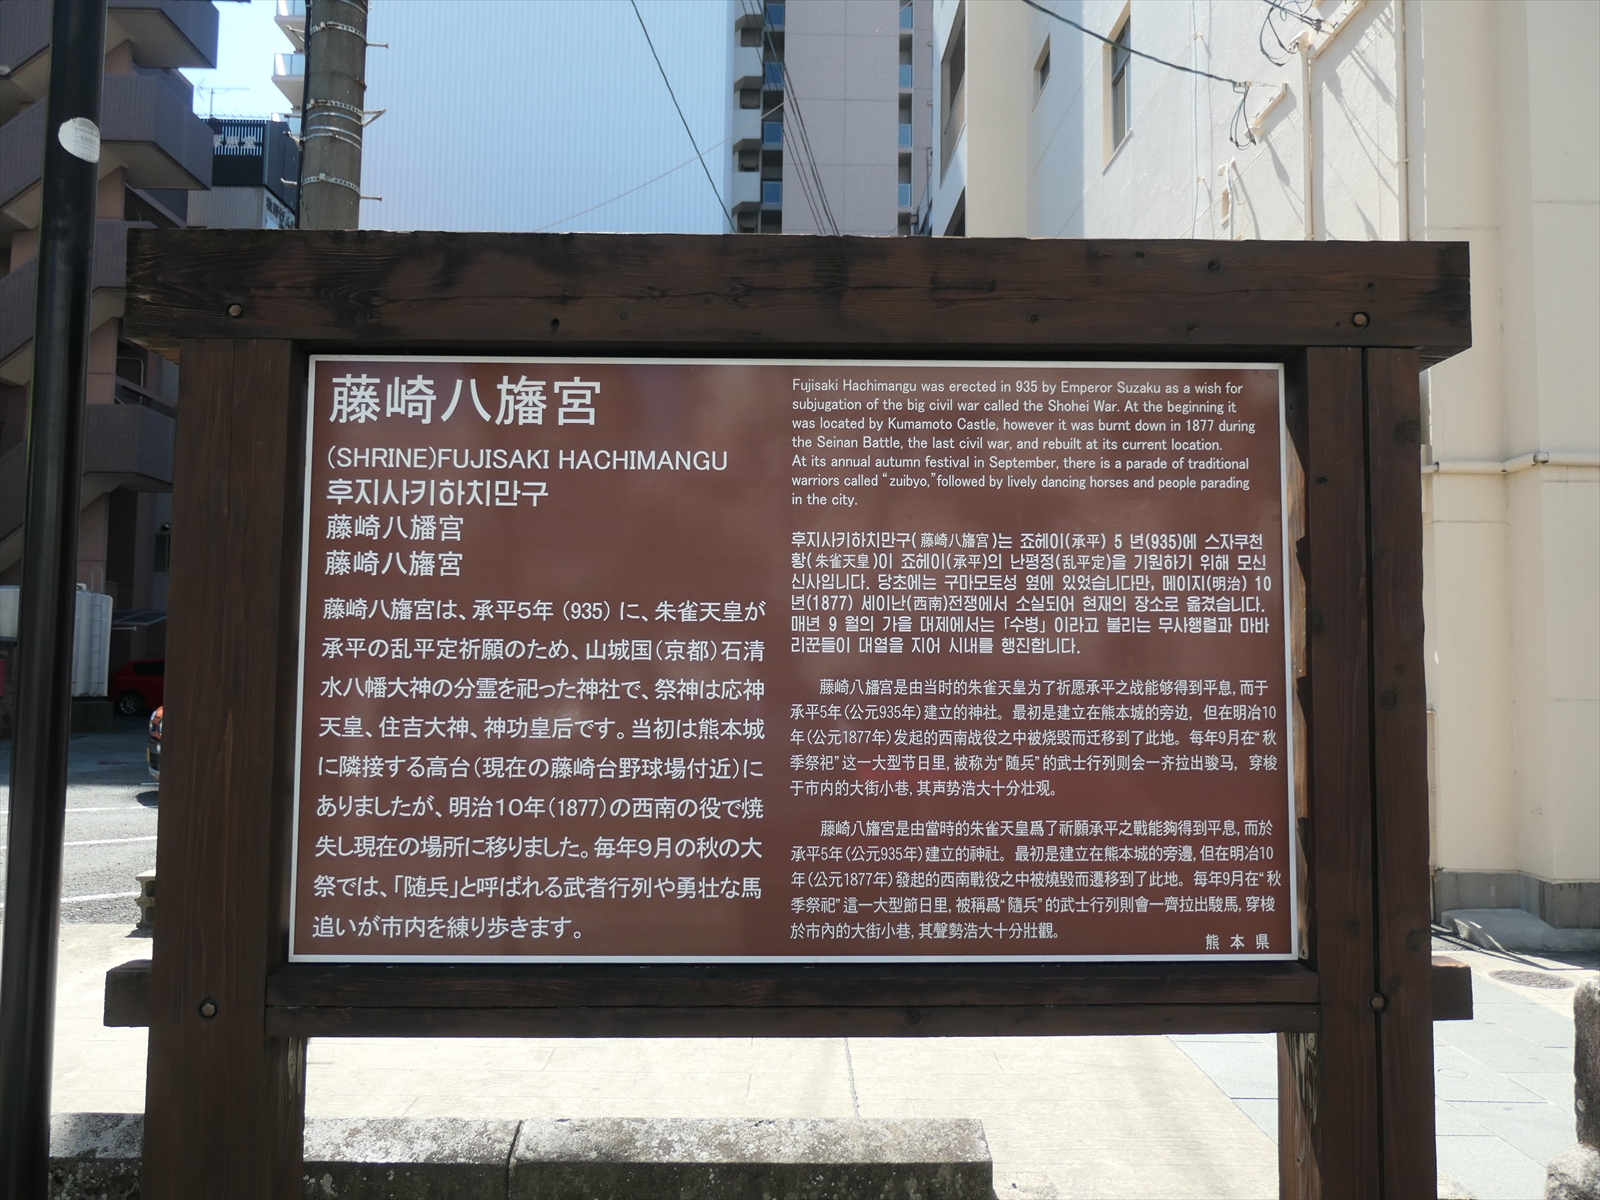 藤崎八旛宮
(SHRINE)FUJISAKI HACHIMANGU
후지사키하치만구
藤崎八旛宮
藤崎八旛宮
藤崎八旛宮は、承平5年（935）に、朱雀天皇が
承平の乱平定祈願のため、山城国(京都)石清
水八幡大神の分霊を祀った神社で、祭神は応神
天皇、住吉大神、神功皇后です。当初は熊本城
に隣接する高台(現在の藤崎台野球場付近)に
ありましたが、明治10年(1877)の西南の役で焼
失し現在の場所に移りました。毎年9月の秋の大
祭では、「随兵」と呼ばれる武者行列や勇壮な馬
追いが市内を練り歩きます。
Fujisaki Hachimangu was erected in 935 by Emperor Suzaku as a wish for
subjugation of the big civil war called the Shohei War. At the beginning it
was located by Kumamoto Castle, however it was burnt down in 1877 during
the Seinan Battle, the last civil war, and rebuilt at its current location.
At its annual autumn festival in September, there is a parade of traditional
warriors called “zuibyo,”followed by lively dancing horses and people parading
in the city.
후지사키하치만구(藤崎八旛宮)는 죠헤이(承平) 5 년(935)에 스자쿠천
황(朱雀天皇)이 죠헤이(承平)의 난평정(乱平定)을 기원하기 위해 모신
신사입니다. 당초에는 구마모토성 옆에 있었습니다만, 메이지(明治) 10
년(1877) 세이난(西南)전쟁에서 소실되어 현재의 장소로 옮겼습니다.
매년 9 월의 가을 대제에서는 「수병」이라고 불리는 무사행렬과 마바
리꾼들이 대열을 지어 시내를 행진합니다.
藤崎八旛宮是由当时的朱雀天皇为了祈愿承平之战能够得到平息, 而于
承平5年(公元935年)建立的神社。最初是建立在熊本城的旁边, 但在明冶10
年(公元1877年)发起的西南战役之中被烧毁而迁移到了此地。每年9月在“秋
季祭祀”这一大型节日里, 被称为“随兵”的武士行列则会一齐拉出骏马, 穿梭
于市内的大街小巷, 其声势浩大十分壮观。
藤崎八旛宮是由當時的朱雀天皇爲了祈願承平之戰能夠得到平息, 而於
承平5年(公元935年)建立的神社。最初是建立在熊本城的旁邊, 但在明冶10
年(公元1877年)發起的西南戰役之中被燒毀而遷移到了此地。每年9月在“秋
季祭祀”這一大型節日里, 被稱爲“隨兵”的武士行列則會一齊拉出駿馬, 穿梭
於市內的大街小巷, 其聲勢浩大十分壯觀。
熊本県